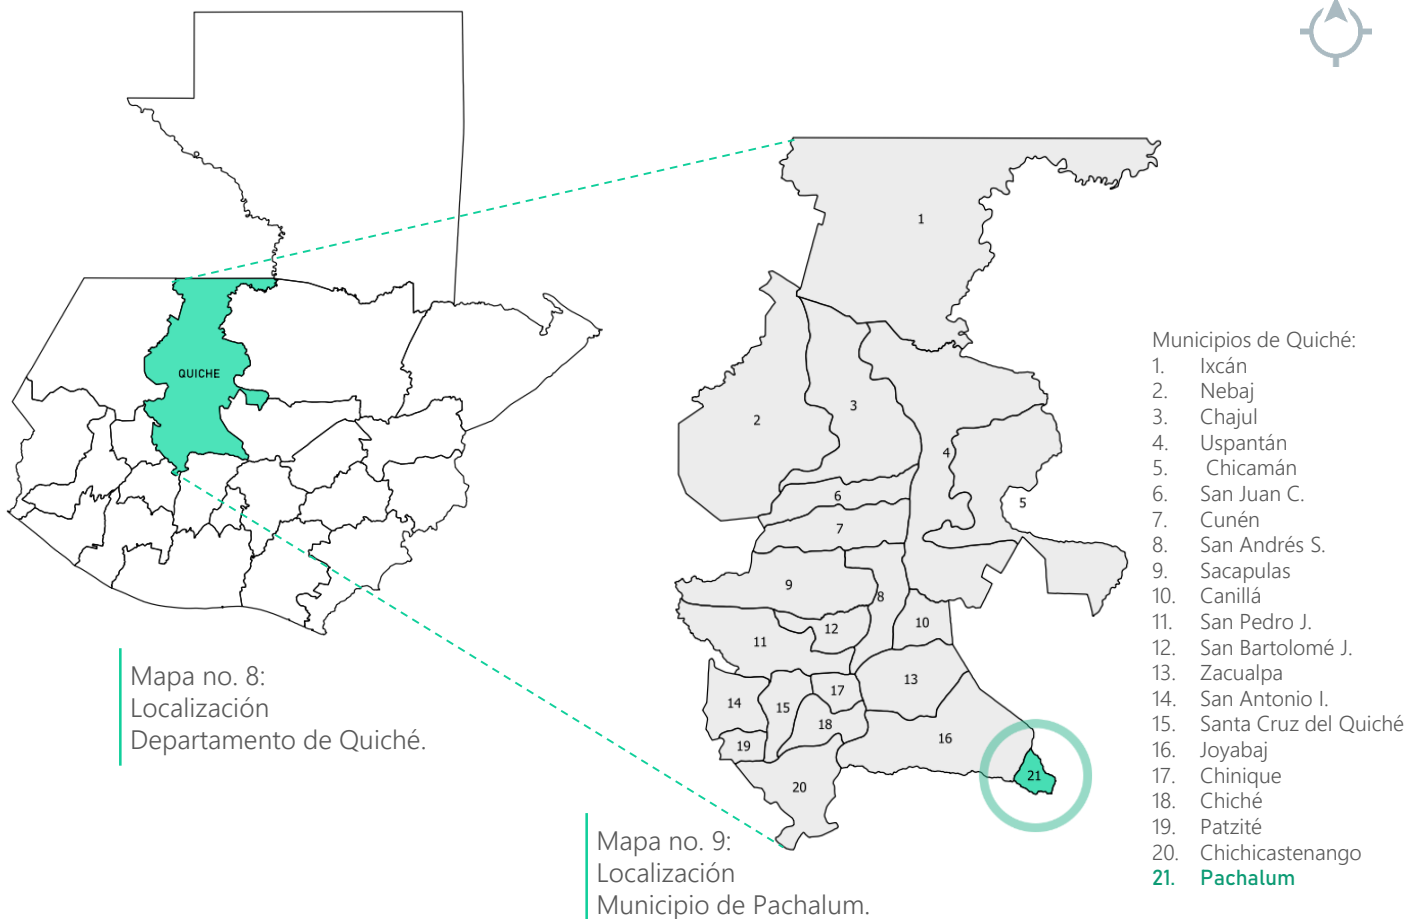 QUICHE
Mapa no. 8:
Localización
Departamento de Quiché.
1
2
3
4
5
6
7
8
9
10
11
12
13
14
15
16
17
18
19
20
21
Mapa no. 9:
Localización
Municipio de Pachalum.
Municipios de Quiché:
1. Ixcán
2. Nebaj
3. Chajul
4. Uspantán
5. Chicamán
6. San Juan C.
7. Cunén
8. San Andrés S.
9. Sacapulas
10. Canillá
11. San Pedro J.
12. San Bartolomé J.
13. Zacualpa
14. San Antonio I.
15. Santa Cruz del Quiché
16. Joyabaj
17. Chinique
18. Chiché
19. Patzité
20. Chichicastenango
21. Pachalum